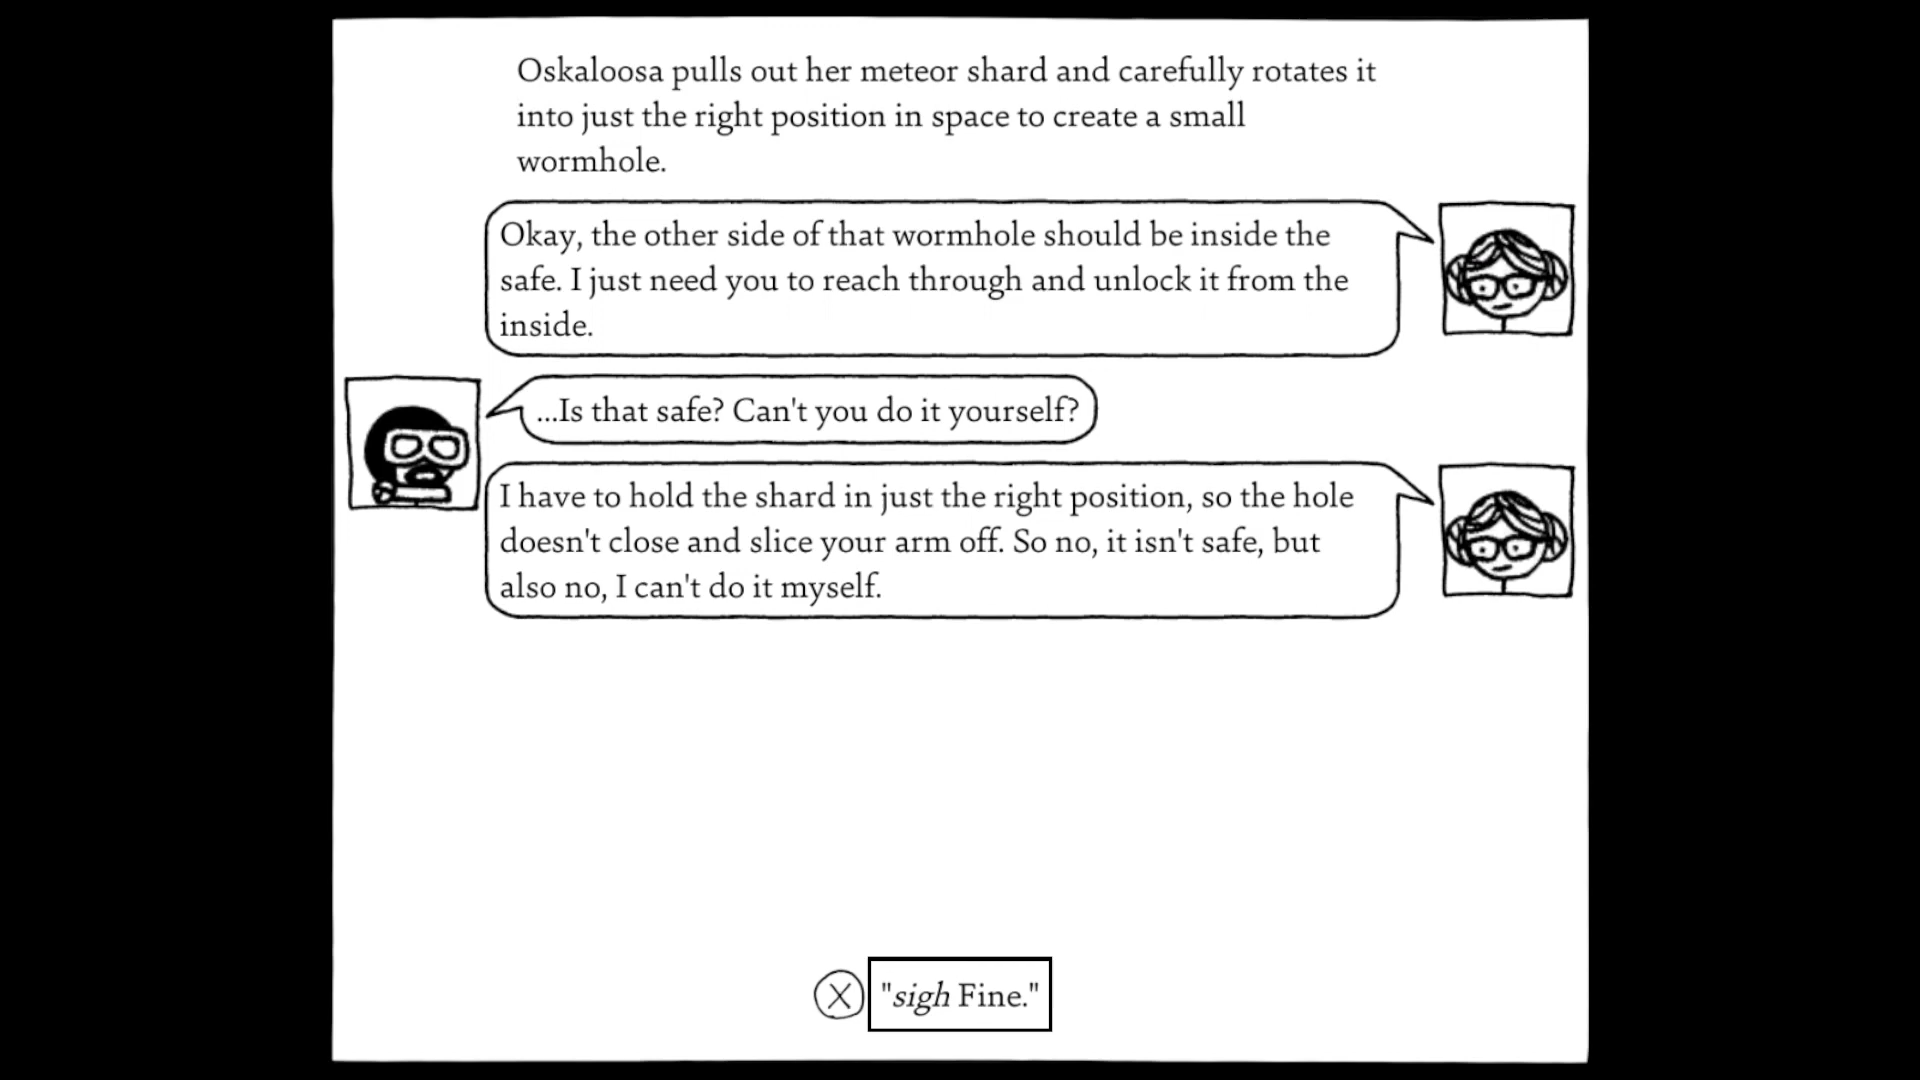 Oskaloosa pulls out her meteor shard and carefully rotates it
into just the right position in space to create a small
wormhole.
Okay, the other side of that wormhole should be inside the
safe. I just need you to reach through and unlock it from the
inside.
...Is that safe? Can't you do it yourself?
I have to hold the shard in just the right position, so the hole
doesn't close and slice your arm off. So no, it isn't safe, but
also no, I can't do it myself.
X "sigh Fine."